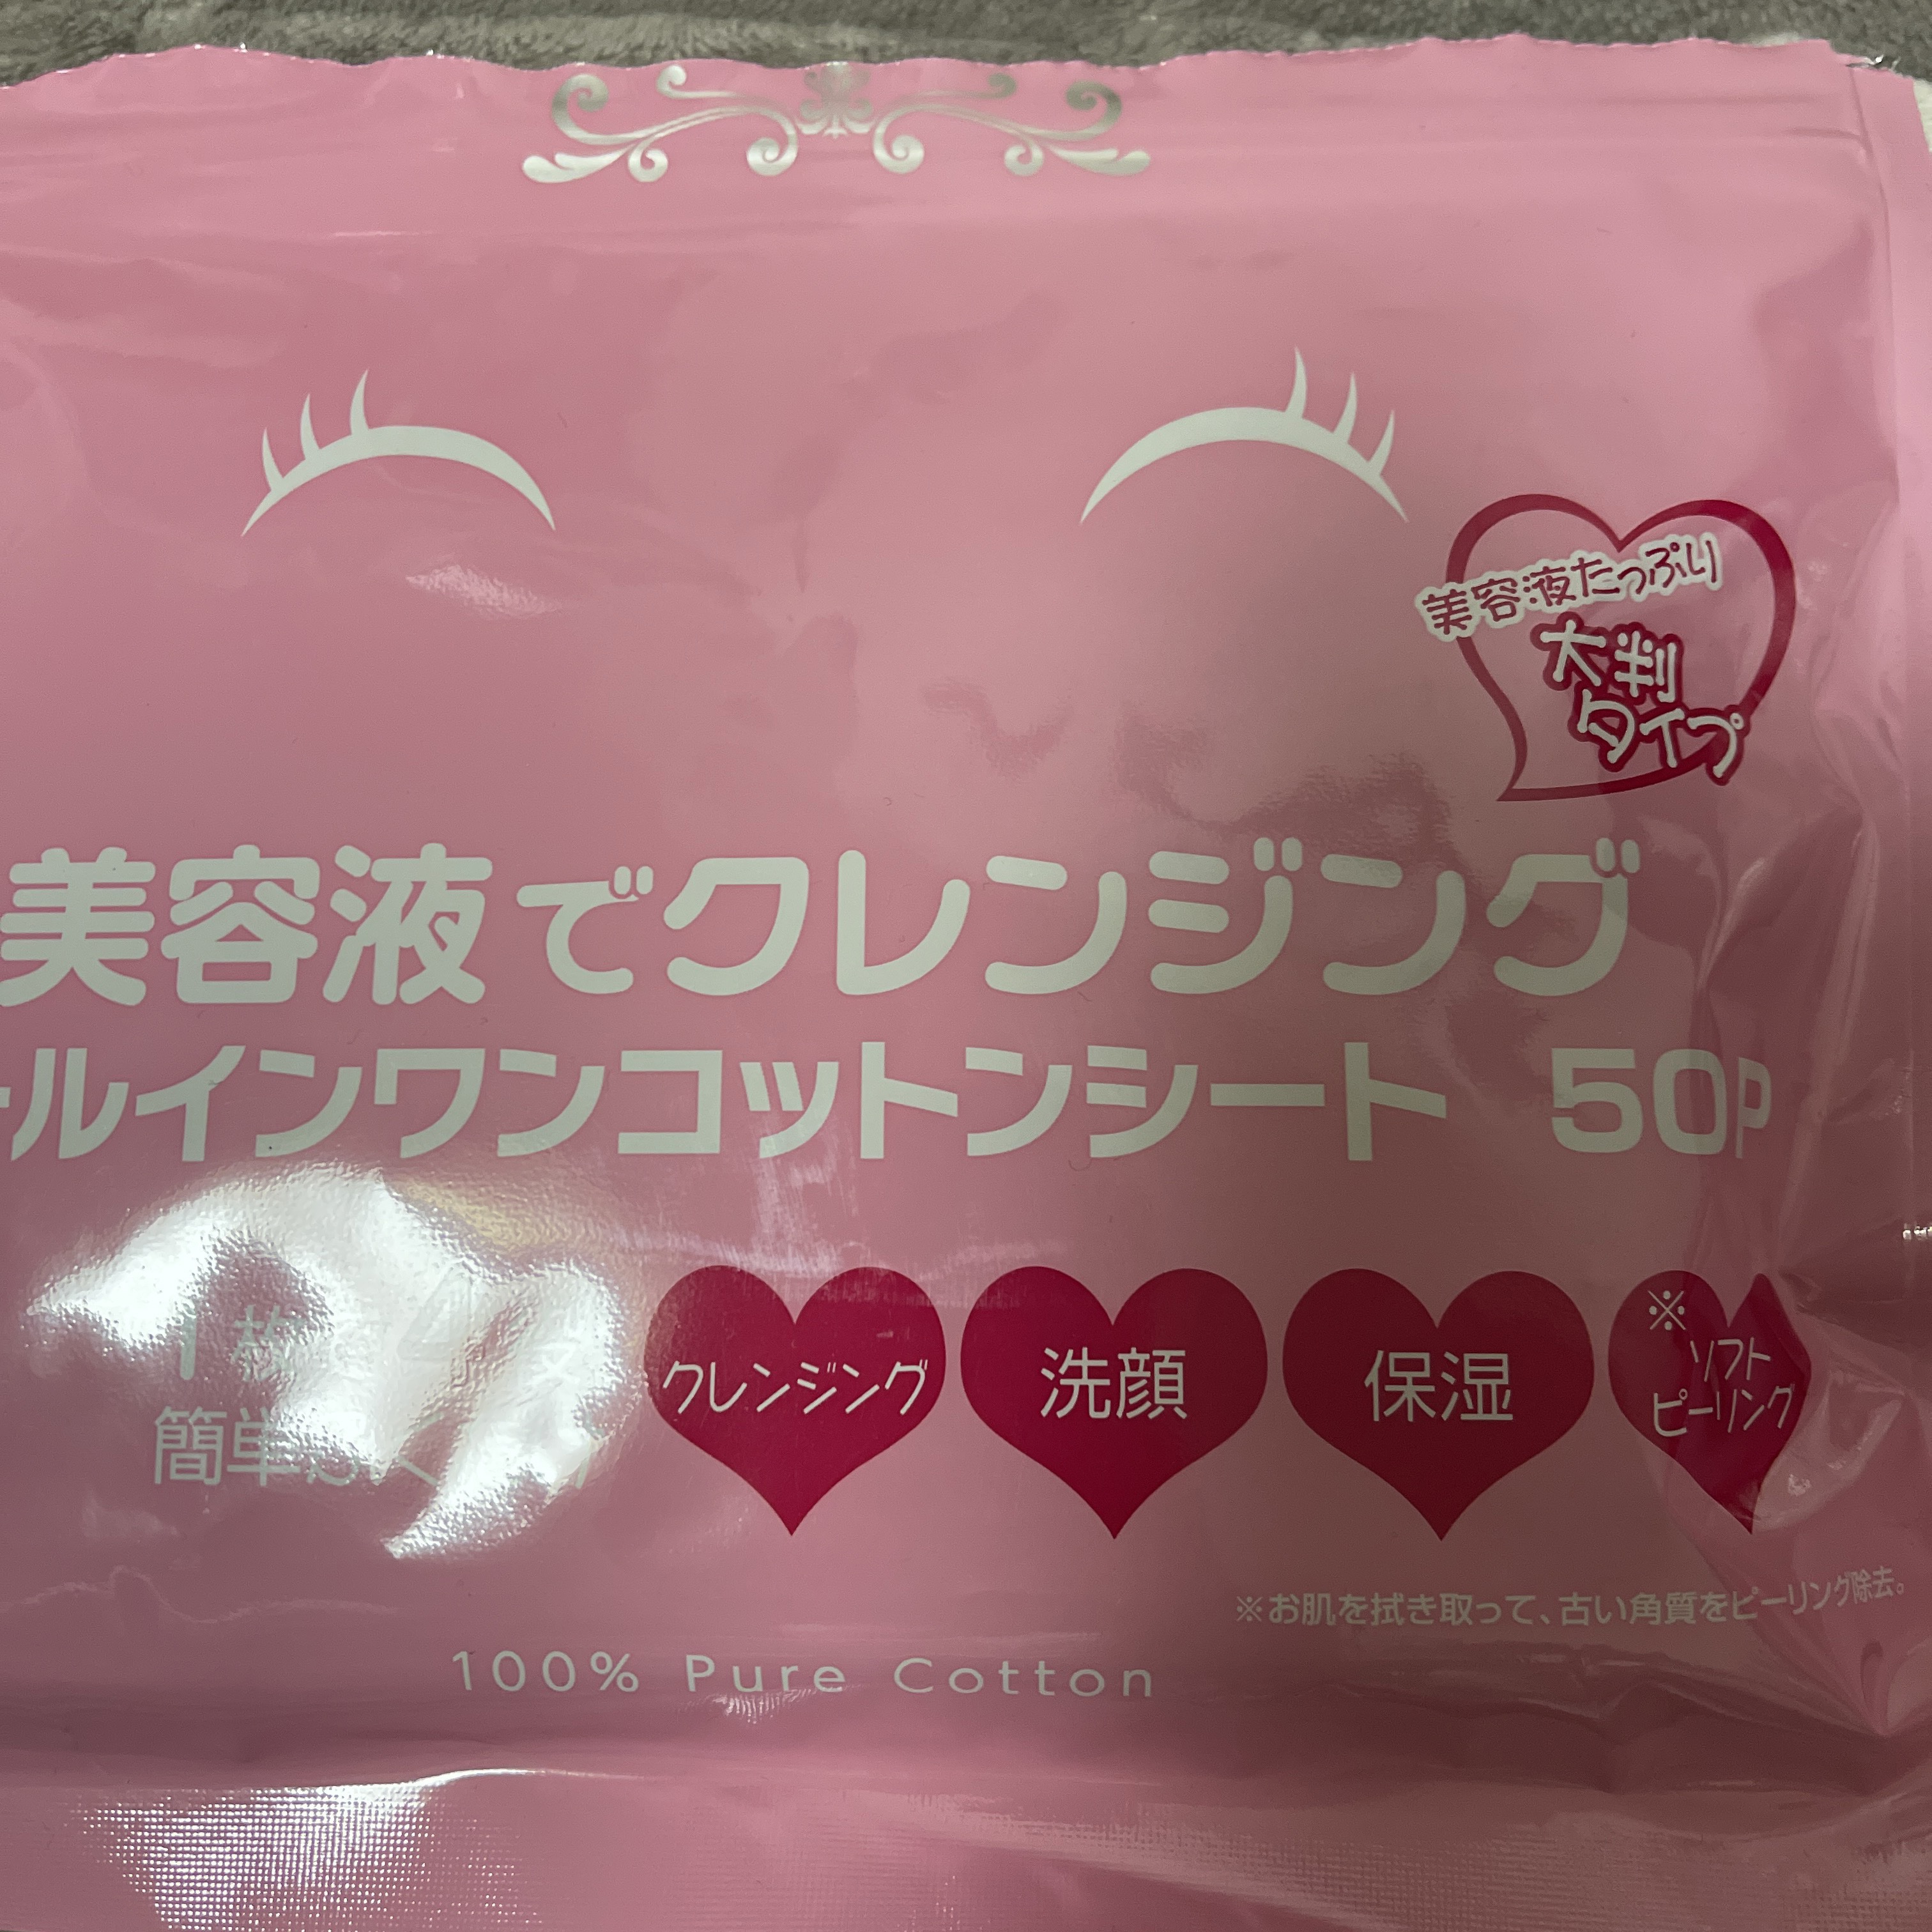 美容液たっぷり
大判
タイプ
美容液でクレンジング
ールインワンコットンシート 50P
1枚
簡単
クレンジング
洗顔
保湿
※ソフト
ピーリング
※お肌を拭き取って、古い角質をピーリング除去。
100% Pure Cotton